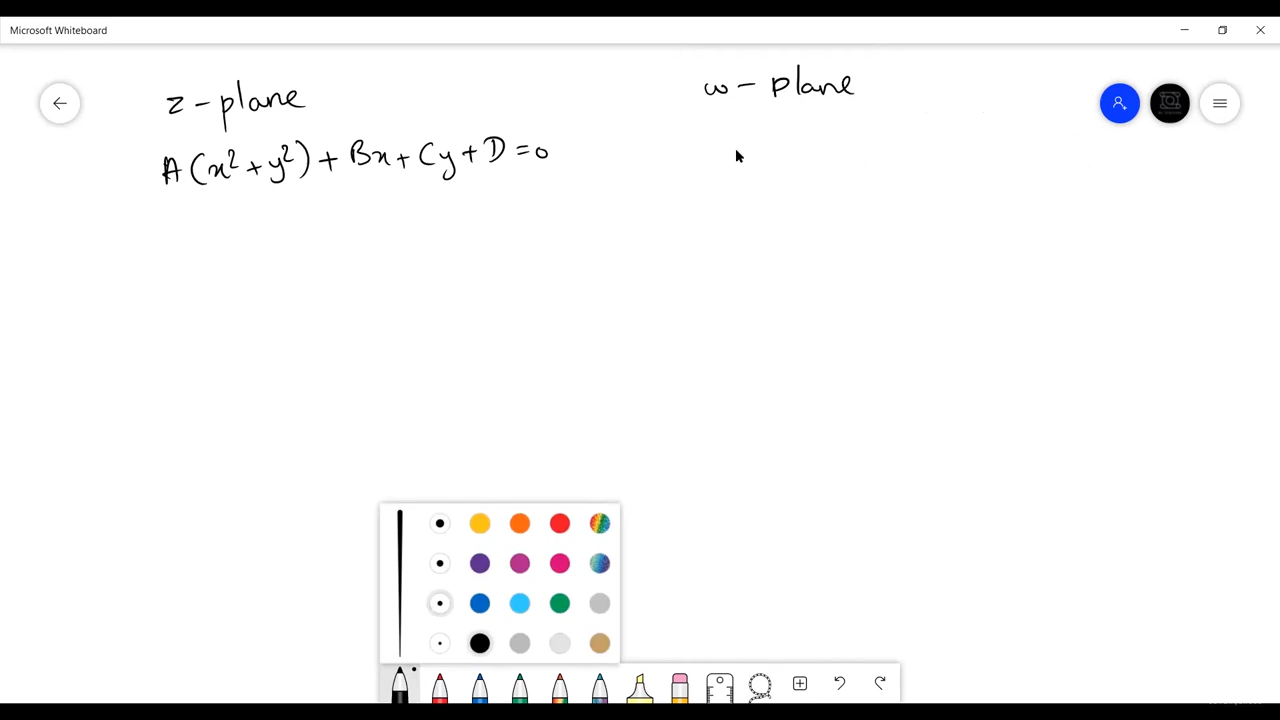 Microsoft Whiteboard
z - plane
w - plane
A(x² + y²) + Bx + Cy + D = 0